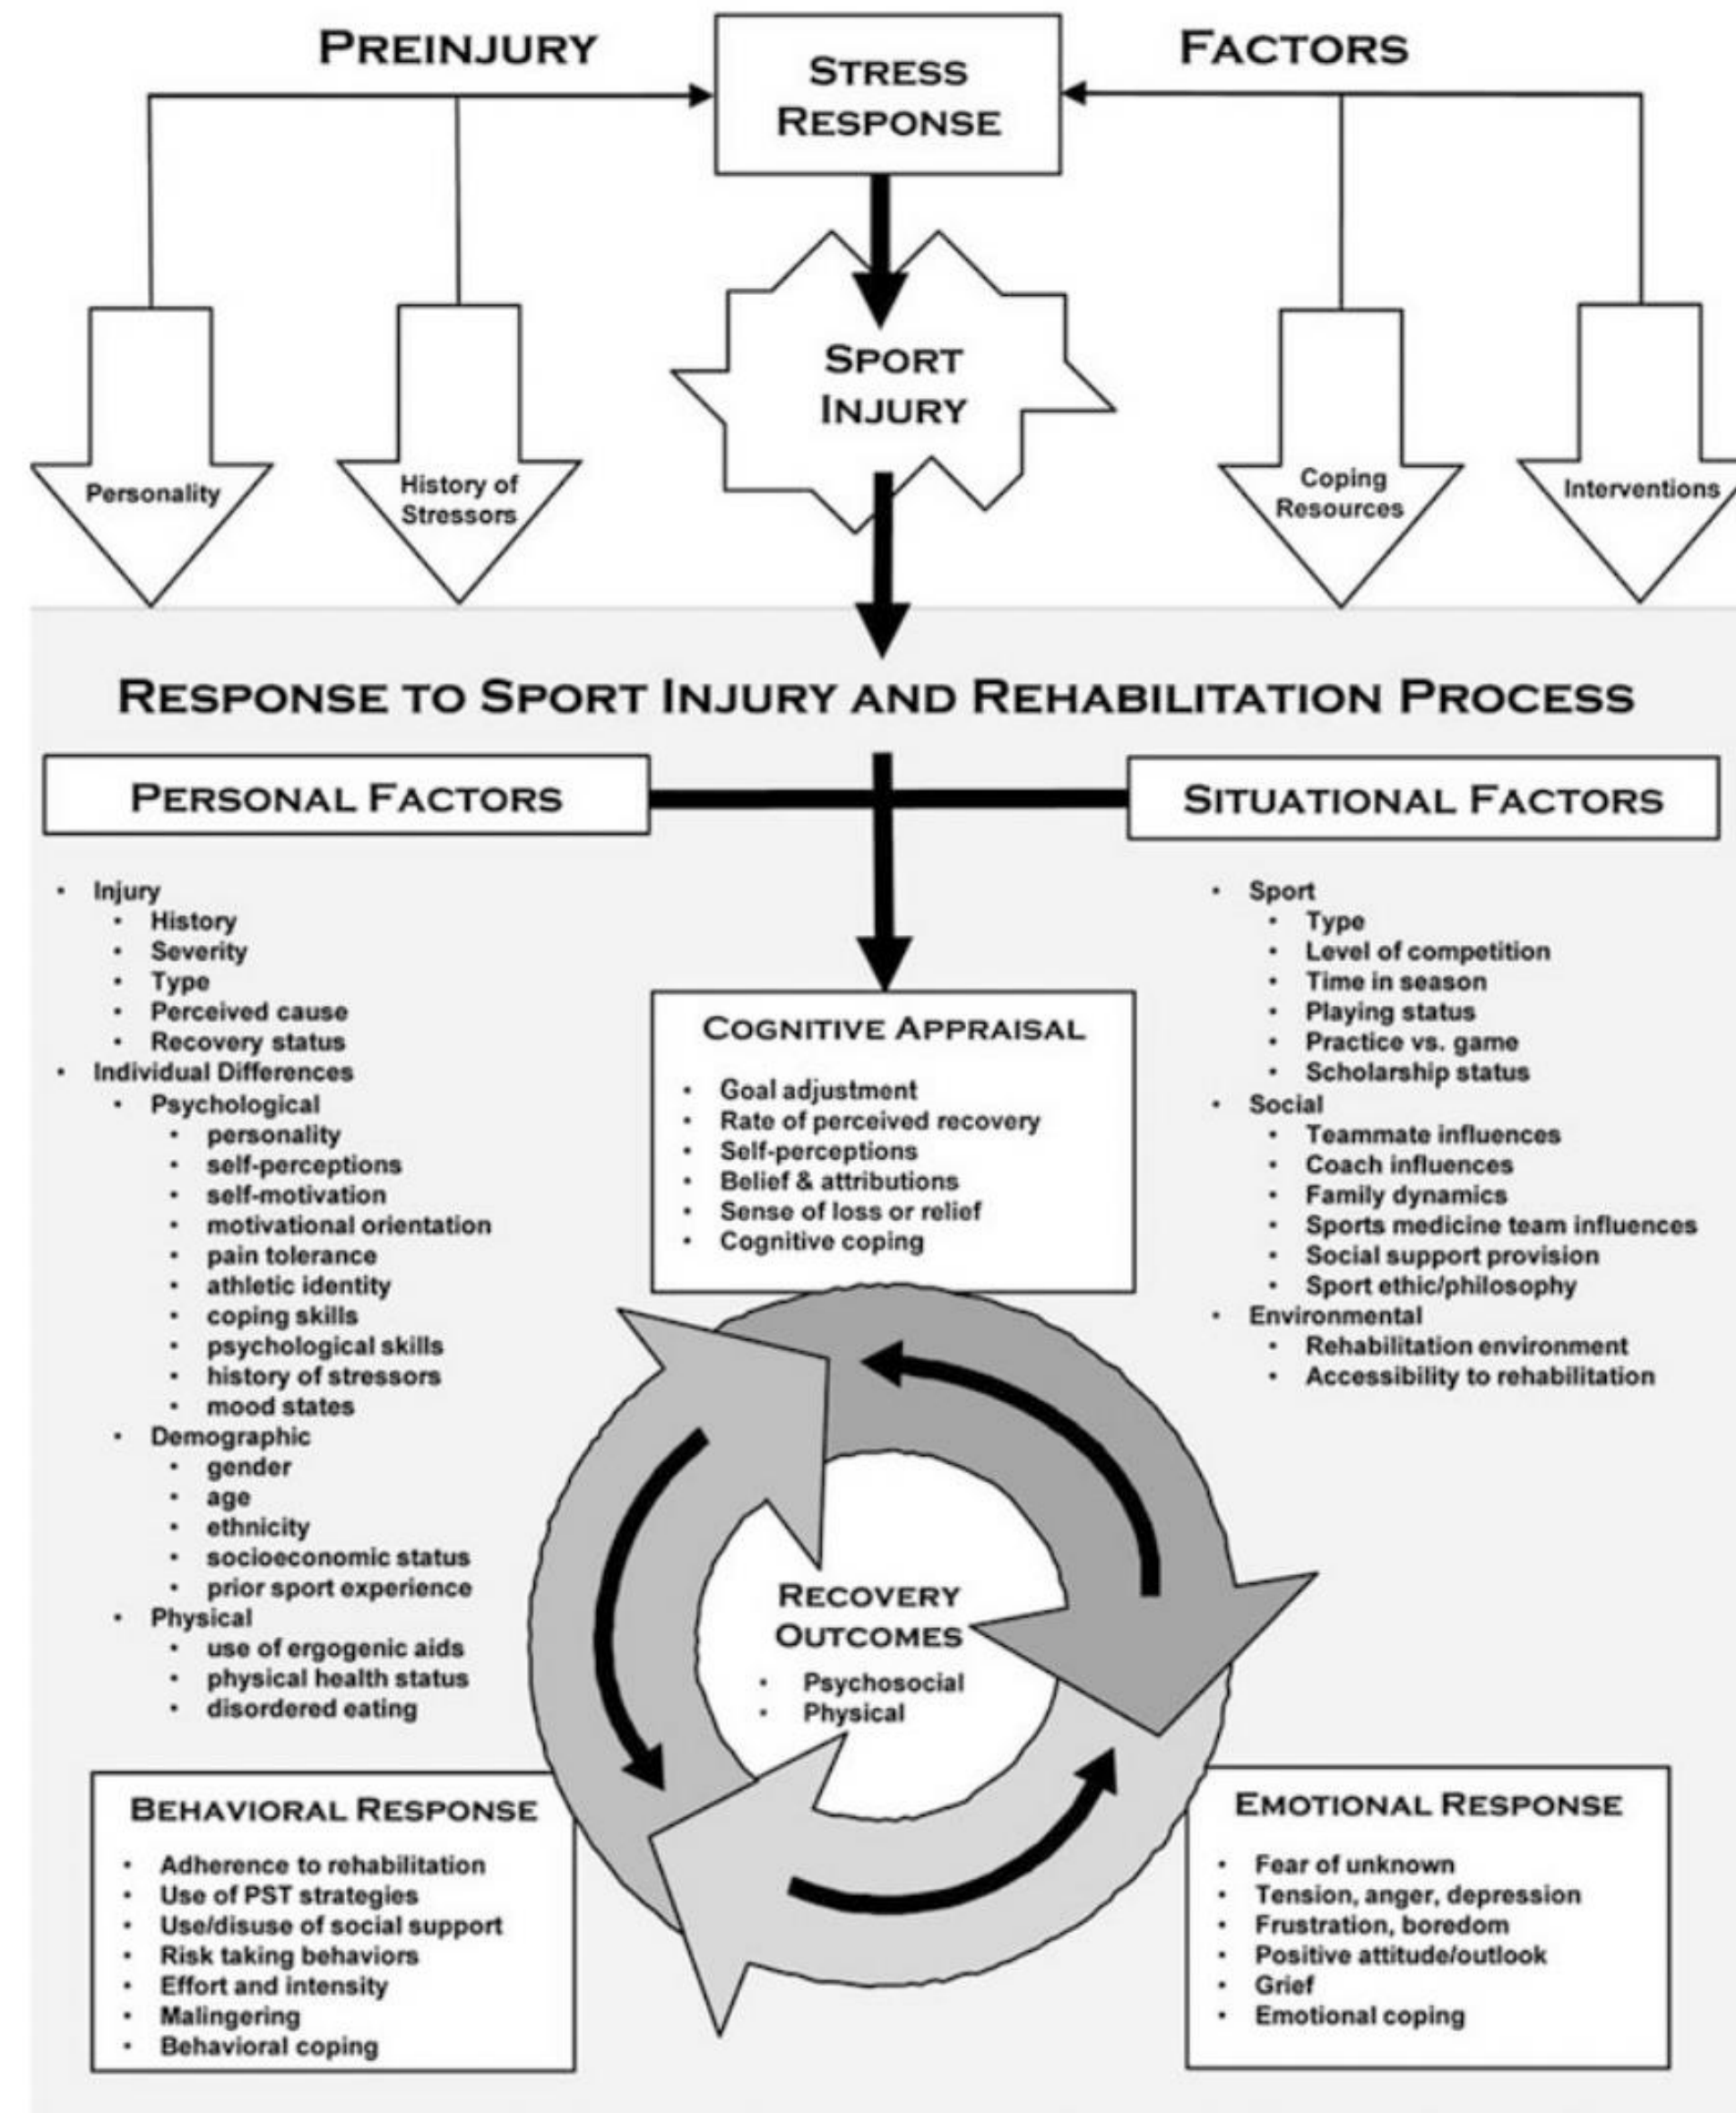 PREINJURY
STRESS
RESPONSE
FACTORS
SPORT
INJURY
Personality
History of
Stressors
Coping
Resources
Interventions
RESPONSE TO SPORT INJURY AND REHABILITATION PROCESS
PERSONAL FACTORS
SITUATIONAL FACTORS
• Injury
• History
• Severity
• Type
• Perceived cause
• Recovery status
• Individual Differences
• Psychological
• personality
• self-perceptions
• self-motivation
• motivational orientation
• pain tolerance
• athletic identity
• coping skills
• psychological skills
• history of stressors
• mood states
• Demographic
• gender
• age
• ethnicity
• socioeconomic status
• prior sport experience
• Physical
• use of ergogenic aids
• physical health status
• disordered eating
COGNITIVE APPRAISAL
• Goal adjustment
• Rate of perceived recovery
• Self-perceptions
• Belief & attributions
• Sense of loss or relief
• Cognitive coping
• Sport
• Type
• Level of competition
• Time in season
• Playing status
• Practice vs. game
• Scholarship status
• Social
• Teammate influences
• Coach influences
• Family dynamics
• Sports medicine team influences
• Social support provision
• Sport ethic/philosophy
• Environmental
• Rehabilitation environment
• Accessibility to rehabilitation
RECOVERY
OUTCOMES
• Psychosocial
• Physical
BEHAVIORAL RESPONSE
• Adherence to rehabilitation
• Use of PST strategies
• Use/disuse of social support
• Risk taking behaviors
• Effort and intensity
• Malingering
• Behavioral coping
EMOTIONAL RESPONSE
• Fear of unknown
• Tension, anger, depression
• Frustration, boredom
• Positive attitude/outlook
• Grief
• Emotional coping